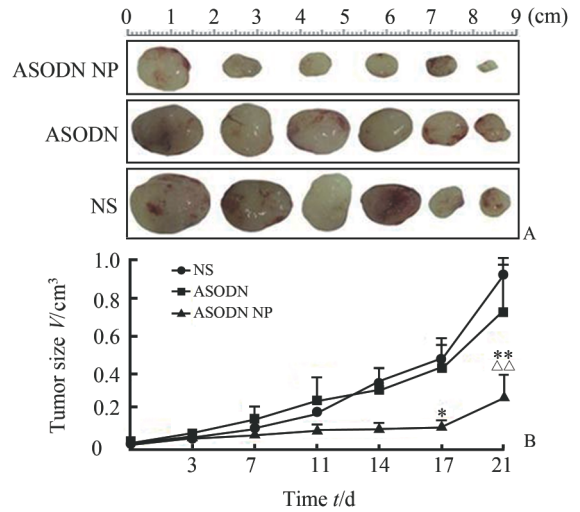 0 1 2 3 4 5 6 7 8 9 (cm)
ASODN NP
ASODN
NS
A
1.0
0.8
0.6
0.4
0.2
0
Tumor size V/cm³
NS
ASODN
ASODN NP
*
**
△△
B
3 7 11 14 17 21
Time t/d